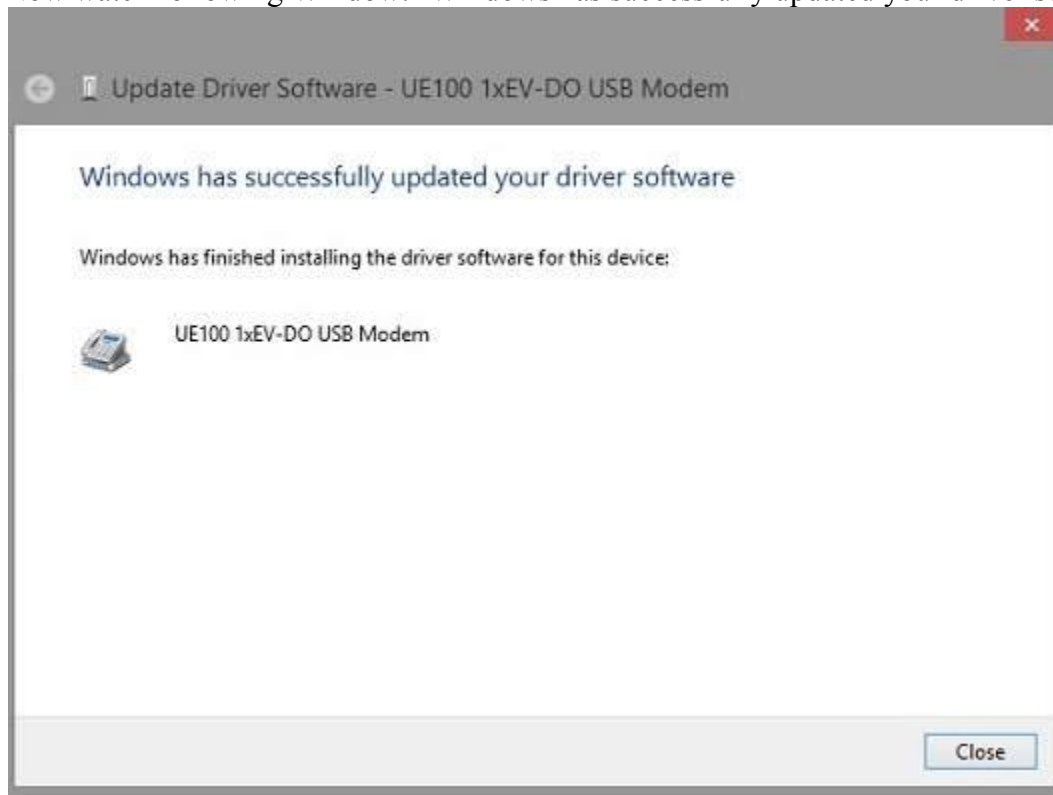 Update Driver Software - UE100 1xEV-DO USB Modem
Windows has successfully updated your driver software
Windows has finished installing the driver software for this device:
UE100 1xEV-DO USB Modem
Close